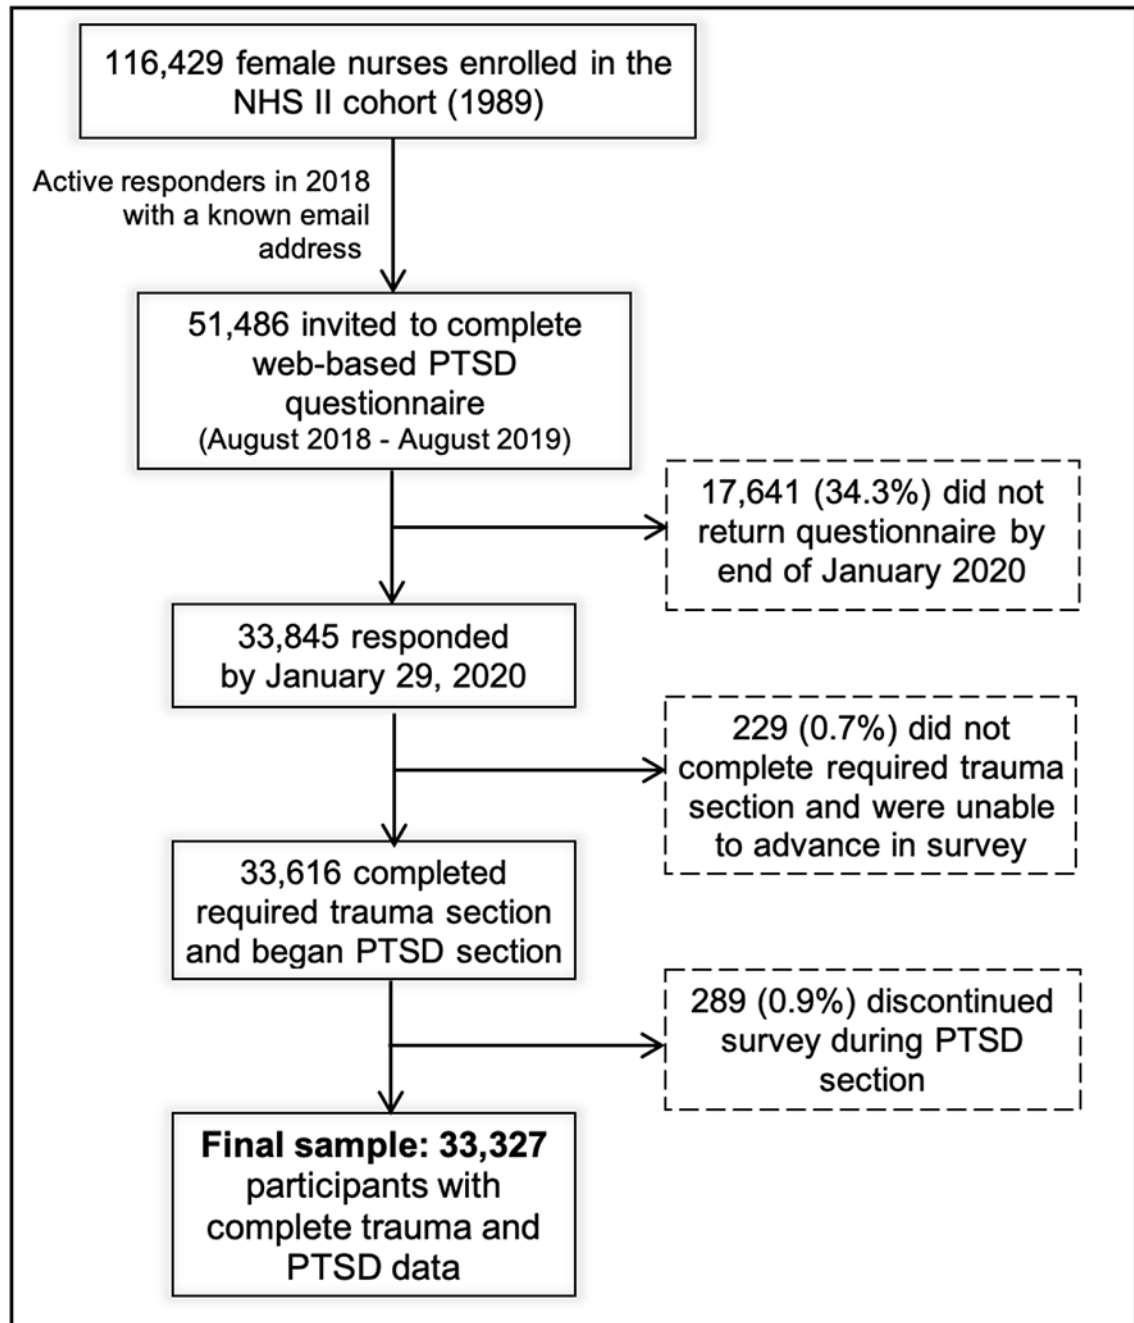 116,429 female nurses enrolled in the
NHS II cohort (1989)
Active responders in 2018
with a known email
address
51,486 invited to complete
web-based PTSD
questionnaire
(August 2018 - August 2019)
17,641 (34.3%) did not
return questionnaire by
end of January 2020
33,845 responded
by January 29, 2020
229 (0.7%) did not
complete required trauma
section and were unable
to advance in survey
33,616 completed
required trauma section
and began PTSD section
289 (0.9%) discontinued
survey during PTSD
section
Final sample: 33,327
participants with
complete trauma and
PTSD data